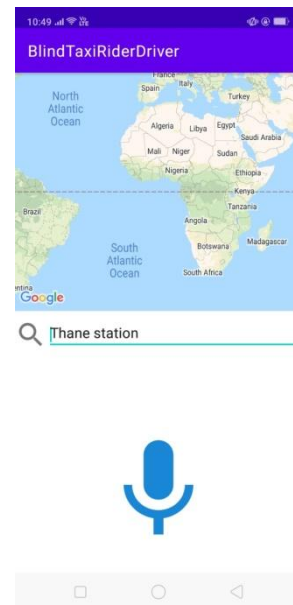 10:49
BlindTaxiRiderDriver
France
Spain
Italy
Turkey
North
Atlantic
Ocean
Algeria
Libya
Egypt
Saudi Arabia
Mali
Niger
Sudan
Nigeria
Ethiopia
Kenya
Tanzania
Brazil
Angola
South
Atlantic
Ocean
Botswana
Madagascar
South Africa
Google
Thane station